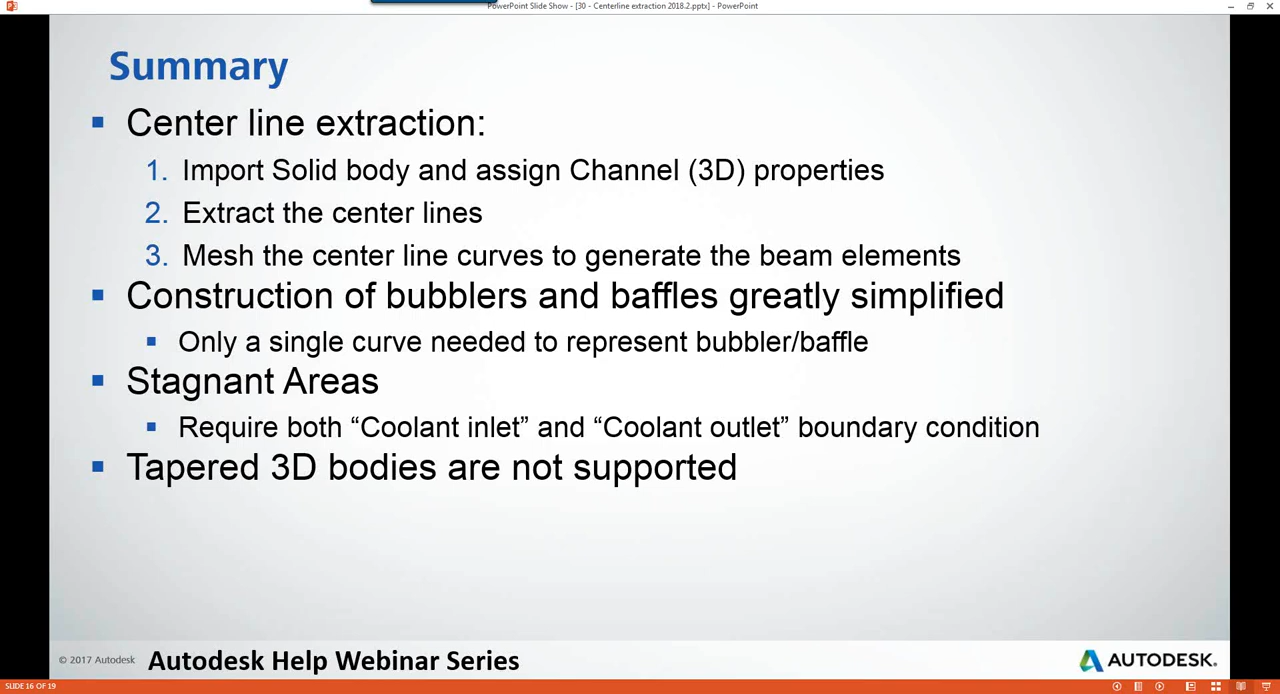 PowerPoint Slide Show - [30 - Centerline extraction 2018.2.pptx] - PowerPoint
Summary
Center line extraction:
1. Import Solid body and assign Channel (3D) properties
2. Extract the center lines
3. Mesh the center line curves to generate the beam elements
Construction of bubblers and baffles greatly simplified
Only a single curve needed to represent bubbler/baffle
Stagnant Areas
Require both “Coolant inlet” and “Coolant outlet” boundary condition
Tapered 3D bodies are not supported
© 2017 Autodesk Autodesk Help Webinar Series AUTODESK.
SLIDE 16 OF 19